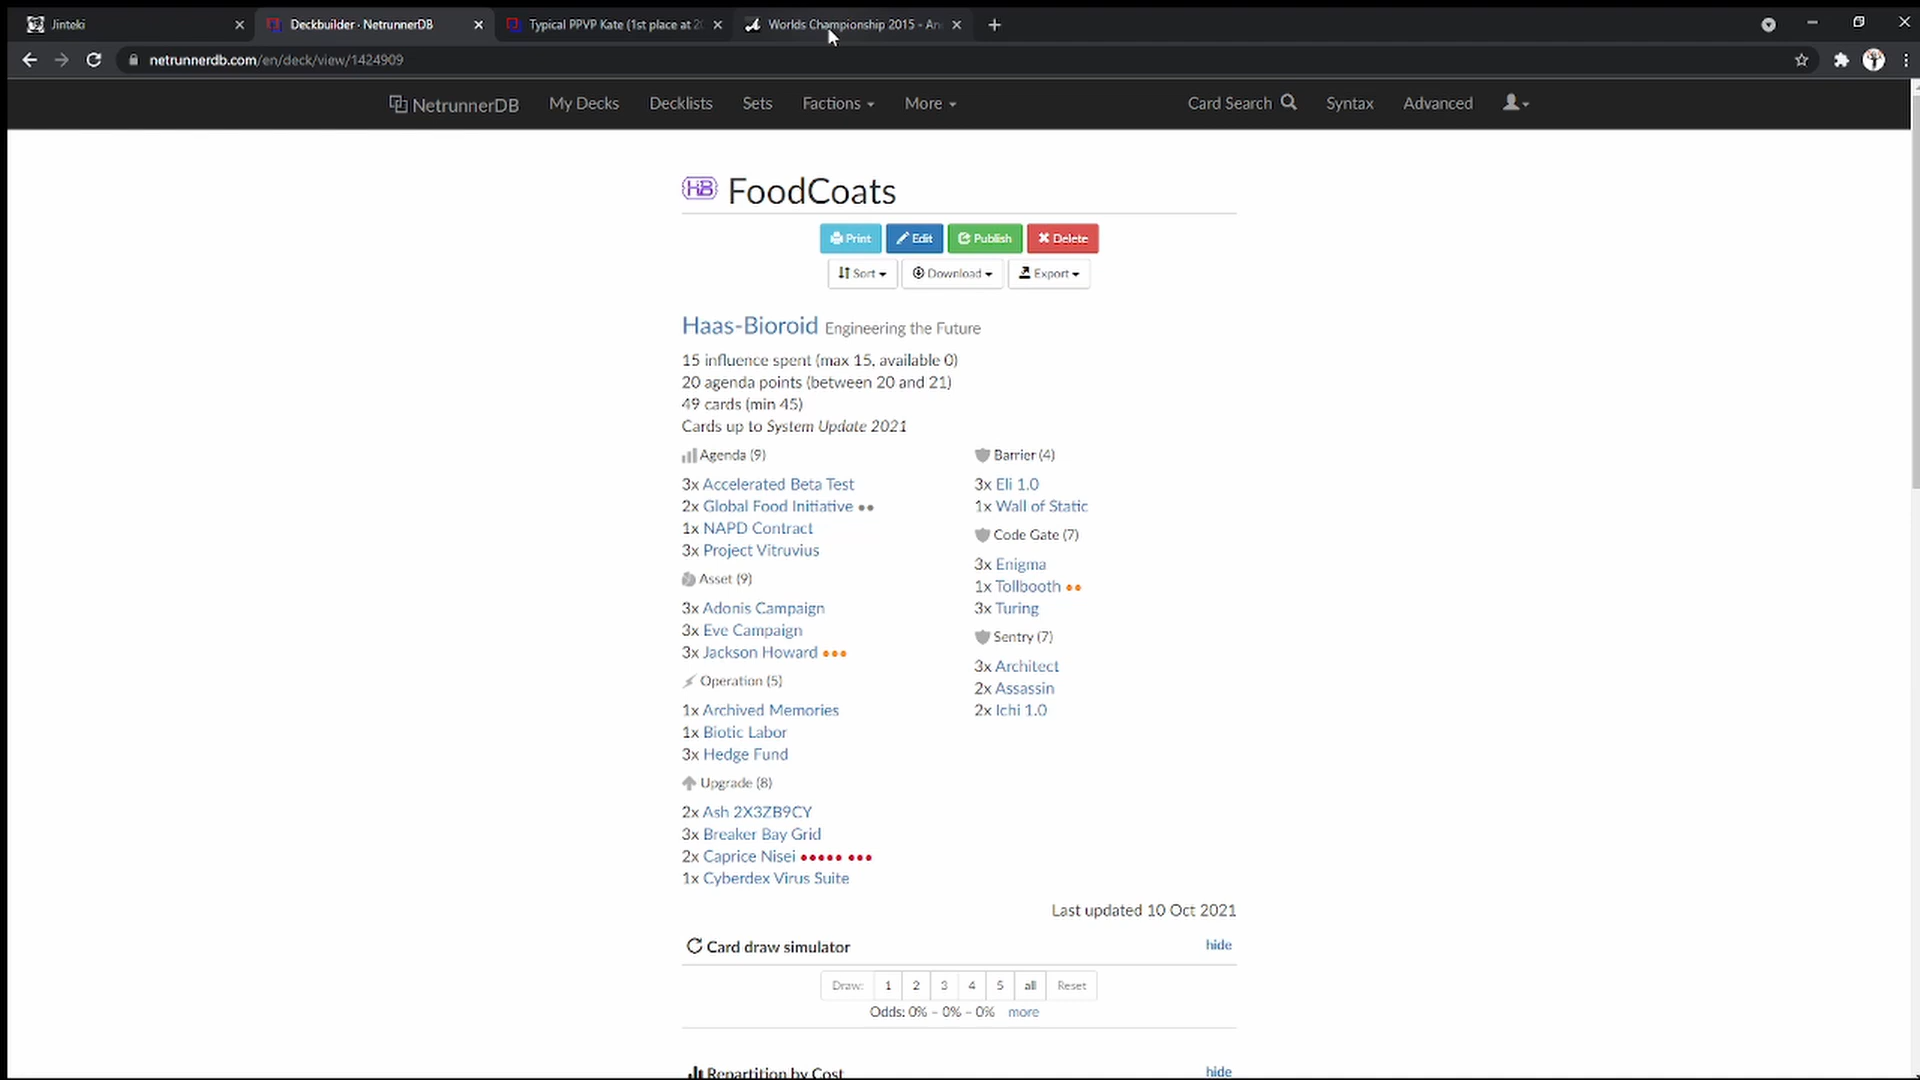 Jinteki
Deckbuilder · NetrunnerDB
Typical PPVP Kate (1st place at 20
Worlds Championship 2015 - An
netrunnerdb.com/en/deck/view/1424909
NetrunnerDB My Decks Decklists Sets Factions More Card Search Syntax Advanced
HB FoodCoats
Print Edit Publish Delete
Sort Download Export
Haas-Bioroid Engineering the Future
15 influence spent (max 15, available 0)
20 agenda points (between 20 and 21)
49 cards (min 45)
Cards up to System Update 2021
Agenda (9)
3x Accelerated Beta Test
2x Global Food Initiative ●●
1x NAPD Contract
3x Project Vitruvius
Asset (9)
3x Adonis Campaign
3x Eve Campaign
3x Jackson Howard ●●●
Operation (5)
1x Archived Memories
1x Biotic Labor
3x Hedge Fund
Upgrade (8)
2x Ash 2X3ZB9CY
3x Breaker Bay Grid
2x Caprice Nisei ●●●●● ●●●
1x Cyberdex Virus Suite
Barrier (4)
3x Eli 1.0
1x Wall of Static
Code Gate (7)
3x Enigma
1x Tollbooth ●●
3x Turing
Sentry (7)
3x Architect
2x Assassin
2x Ichi 1.0
Last updated 10 Oct 2021
Card draw simulator hide
Draw: 1 2 3 4 5 all Reset
Odds: 0% – 0% – 0% more
Repartition by Cost hide